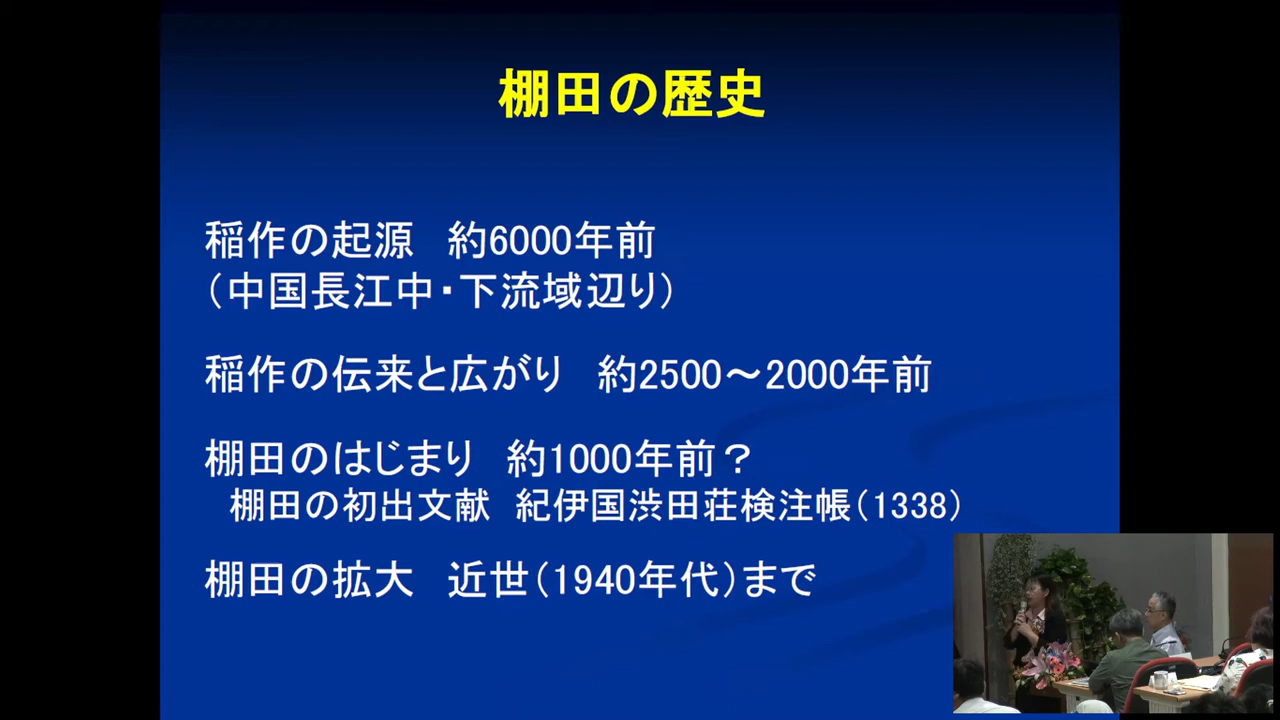 棚田の歴史
稲作の起源　約6000年前
（中国長江中・下流域辺り）
稲作の伝来と広がり　約2500～2000年前
棚田のはじまり　約1000年前？
棚田の初出文献　紀伊国渋田荘検注帳（1338）
棚田の拡大　近世（1940年代）まで